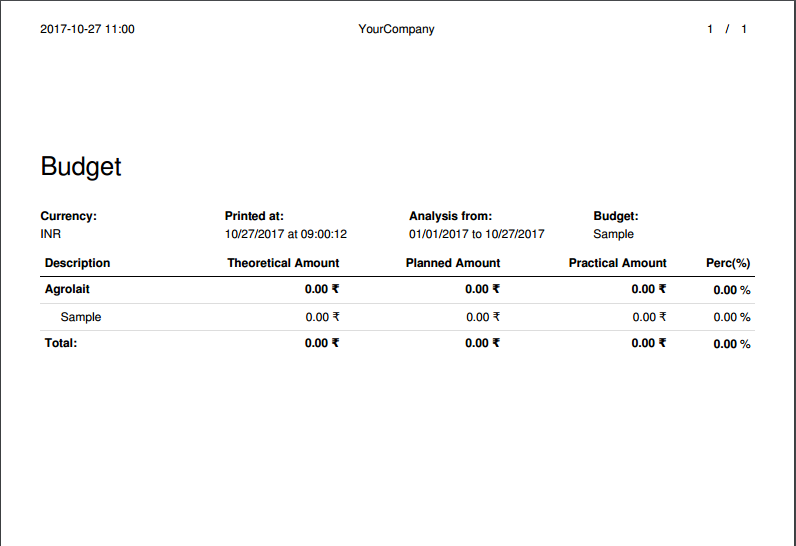 2017-10-27 11:00 YourCompany 1 / 1
Budget
Currency: Printed at: Analysis from: Budget:
INR 10/27/2017 at 09:00:12 01/01/2017 to 10/27/2017 Sample
Description Theoretical Amount Planned Amount Practical Amount Perc(%)
Agrolait 0.00 ₹ 0.00 ₹ 0.00 ₹ 0.00 %
Sample 0.00 ₹ 0.00 ₹ 0.00 ₹ 0.00 %
Total: 0.00 ₹ 0.00 ₹ 0.00 ₹ 0.00 %